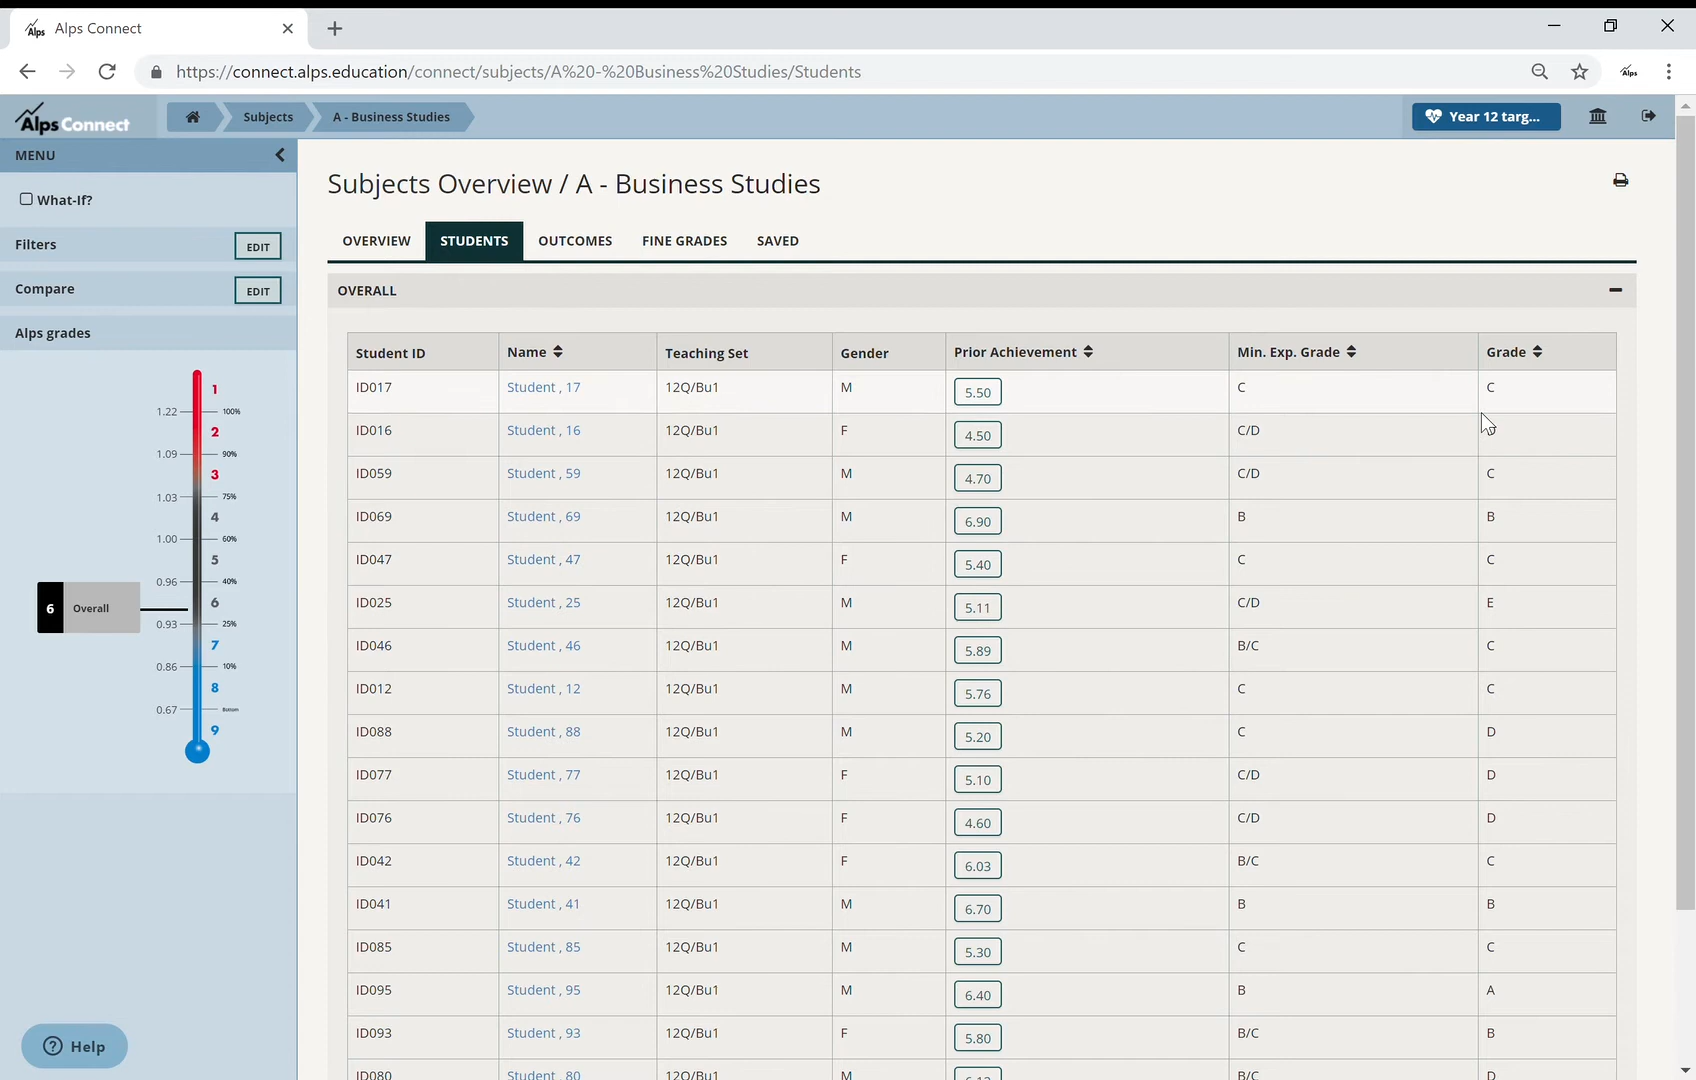 Alps Alps Connect
https://connect.alps.education/connect/subjects/A%20-%20Business%20Studies/Students Alps
Alps Connect Subjects A - Business Studies Year 12 targ...
MENU
What-If?
Filters EDIT
Compare EDIT
Alps grades
1
1.22 100%
2
1.09 90%
3
1.03 75%
4
1.00 60%
5
0.96 40%
6 Overall 6
0.93 25%
7
0.86 10%
8
0.67 Bottom
9
Help
Subjects Overview / A - Business Studies
OVERVIEW STUDENTS OUTCOMES FINE GRADES SAVED
OVERALL
Student ID Name Teaching Set Gender Prior Achievement Min. Exp. Grade Grade
ID017 Student , 17 12Q/Bu1 M 5.50 C C
ID016 Student , 16 12Q/Bu1 F 4.50 C/D
ID059 Student , 59 12Q/Bu1 M 4.70 C/D C
ID069 Student , 69 12Q/Bu1 M 6.90 B B
ID047 Student , 47 12Q/Bu1 F 5.40 C C
ID025 Student , 25 12Q/Bu1 M 5.11 C/D E
ID046 Student , 46 12Q/Bu1 M 5.89 B/C C
ID012 Student , 12 12Q/Bu1 M 5.76 C C
ID088 Student , 88 12Q/Bu1 M 5.20 C D
ID077 Student , 77 12Q/Bu1 F 5.10 C/D D
ID076 Student , 76 12Q/Bu1 F 4.60 C/D D
ID042 Student , 42 12Q/Bu1 F 6.03 B/C C
ID041 Student , 41 12Q/Bu1 M 6.70 B B
ID085 Student , 85 12Q/Bu1 M 5.30 C C
ID095 Student , 95 12Q/Bu1 M 6.40 B A
ID093 Student , 93 12Q/Bu1 F 5.80 B/C B
ID080 Student , 80 12Q/Bu1 M B/C D